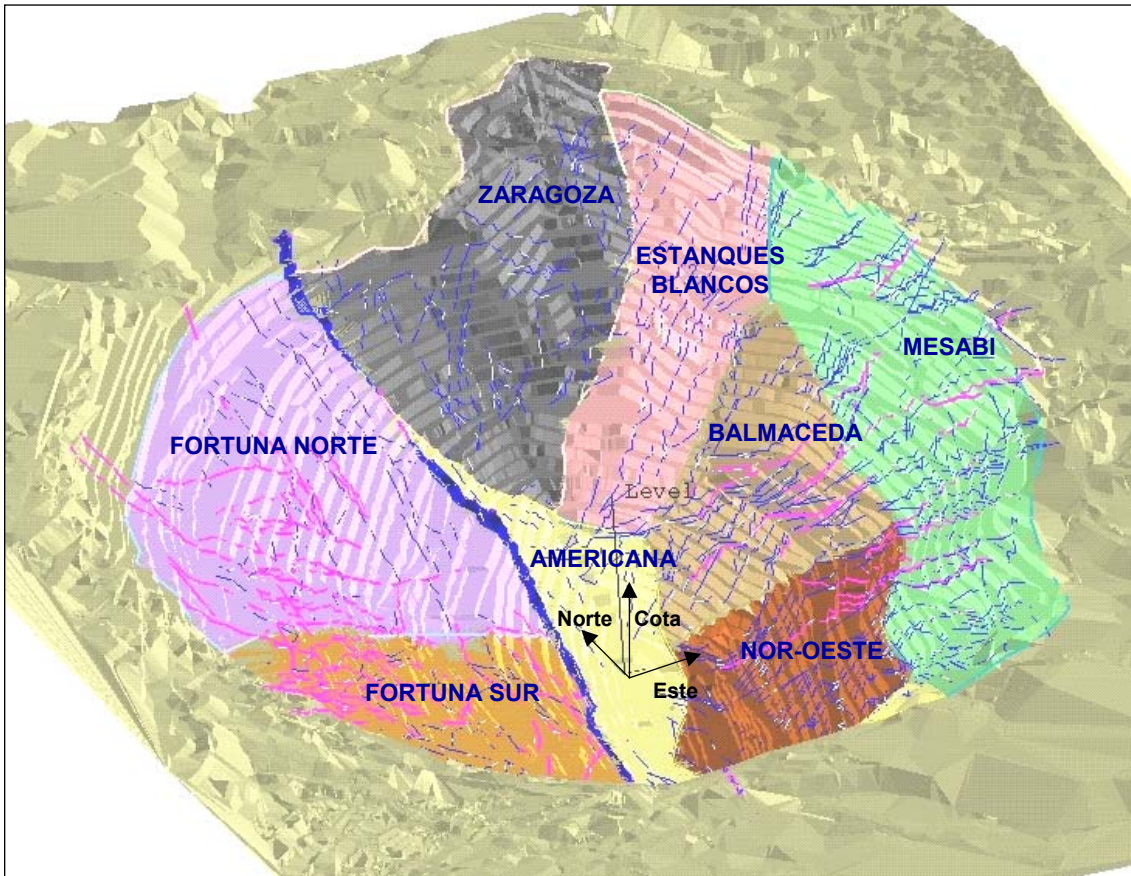 ZARAGOZA
ESTANQUES
BLANCOS
MESABI
FORTUNA NORTE
BALMACEDA
Level
AMERICANA
Norte
Cota
NOR-OESTE
Este
FORTUNA SUR